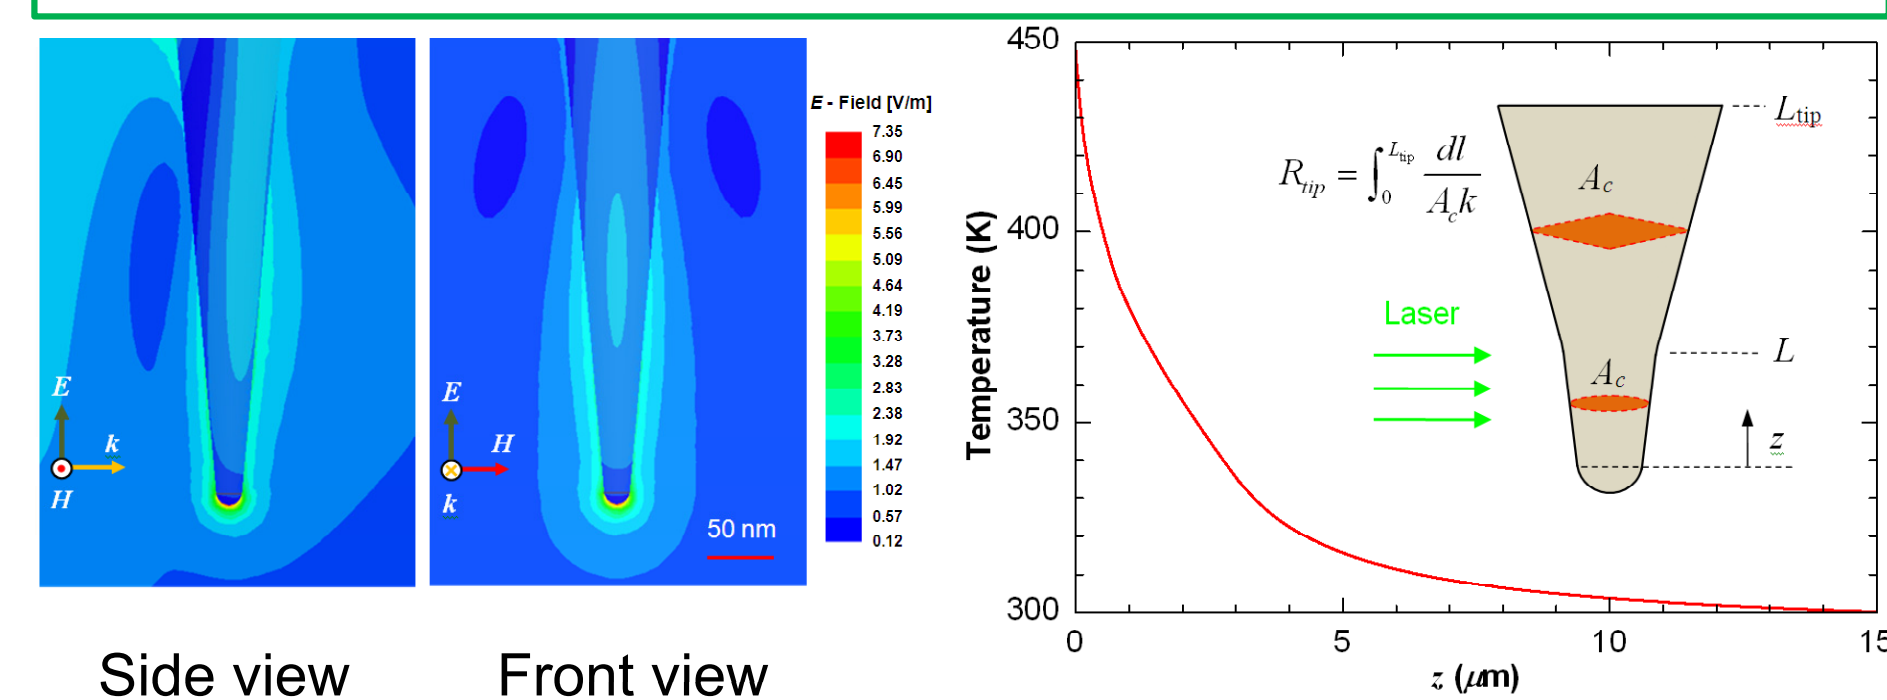 E
k
H
Side view
E
H
k
50 nm
Front view
E - Field [V/m]
7.35
6.90
6.45
5.99
5.56
5.09
4.64
4.19
3.73
3.28
2.83
2.38
1.92
1.47
1.02
0.57
0.12
Temperature (K)
450
400
350
300
0
5
10
15
z (μm)
R_tip = ∫_0^{L_tip} dl / A_c k
Laser
L_tip
A_c
L
A_c
z